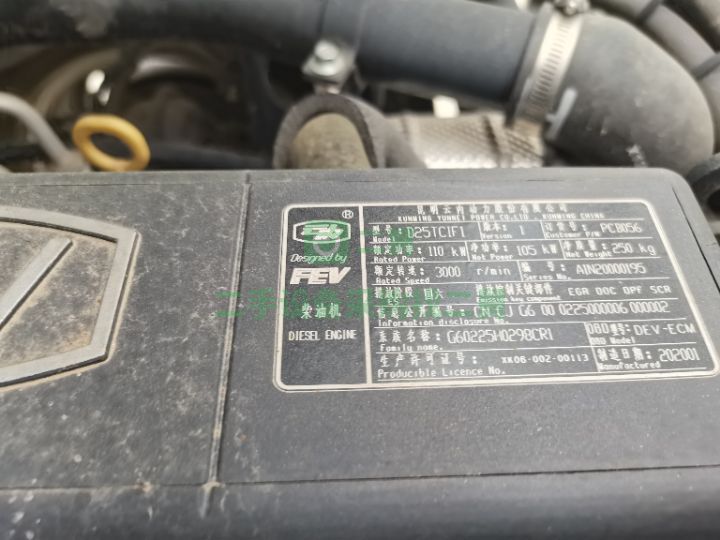 昆明云内动力股份有限公司
KUNMING YUNNEI POWER CO.,LTD., KUNMING CHINA
®
Designed by
FEV
柴油机
DIESEL ENGINE
型号: D25TCIF1 版本: 1 订货号: PCB056
Model Version Customer P/N
额定功率: 110 kW 净功率: 105 kW 净质量: 250 kg
Rated Power Net Power Net Weight
额定转速: 3000 r/min 编号: A1N20000195
Rated Speed Series No.
排放阶段 国六 排放控制关键部件 EGR DOC DPF SCR
ES Emission key component
信息公开编号: CN CJ G6 00 0225000006 000002
Information disclosure No.
系族名称: G60225H0298CR1 OBD型号: DEV-ECM
Family name. OBD Model
生产许可证号: XK06-002-00113 制造日期: 202001
Producible Licence No. Manufactured